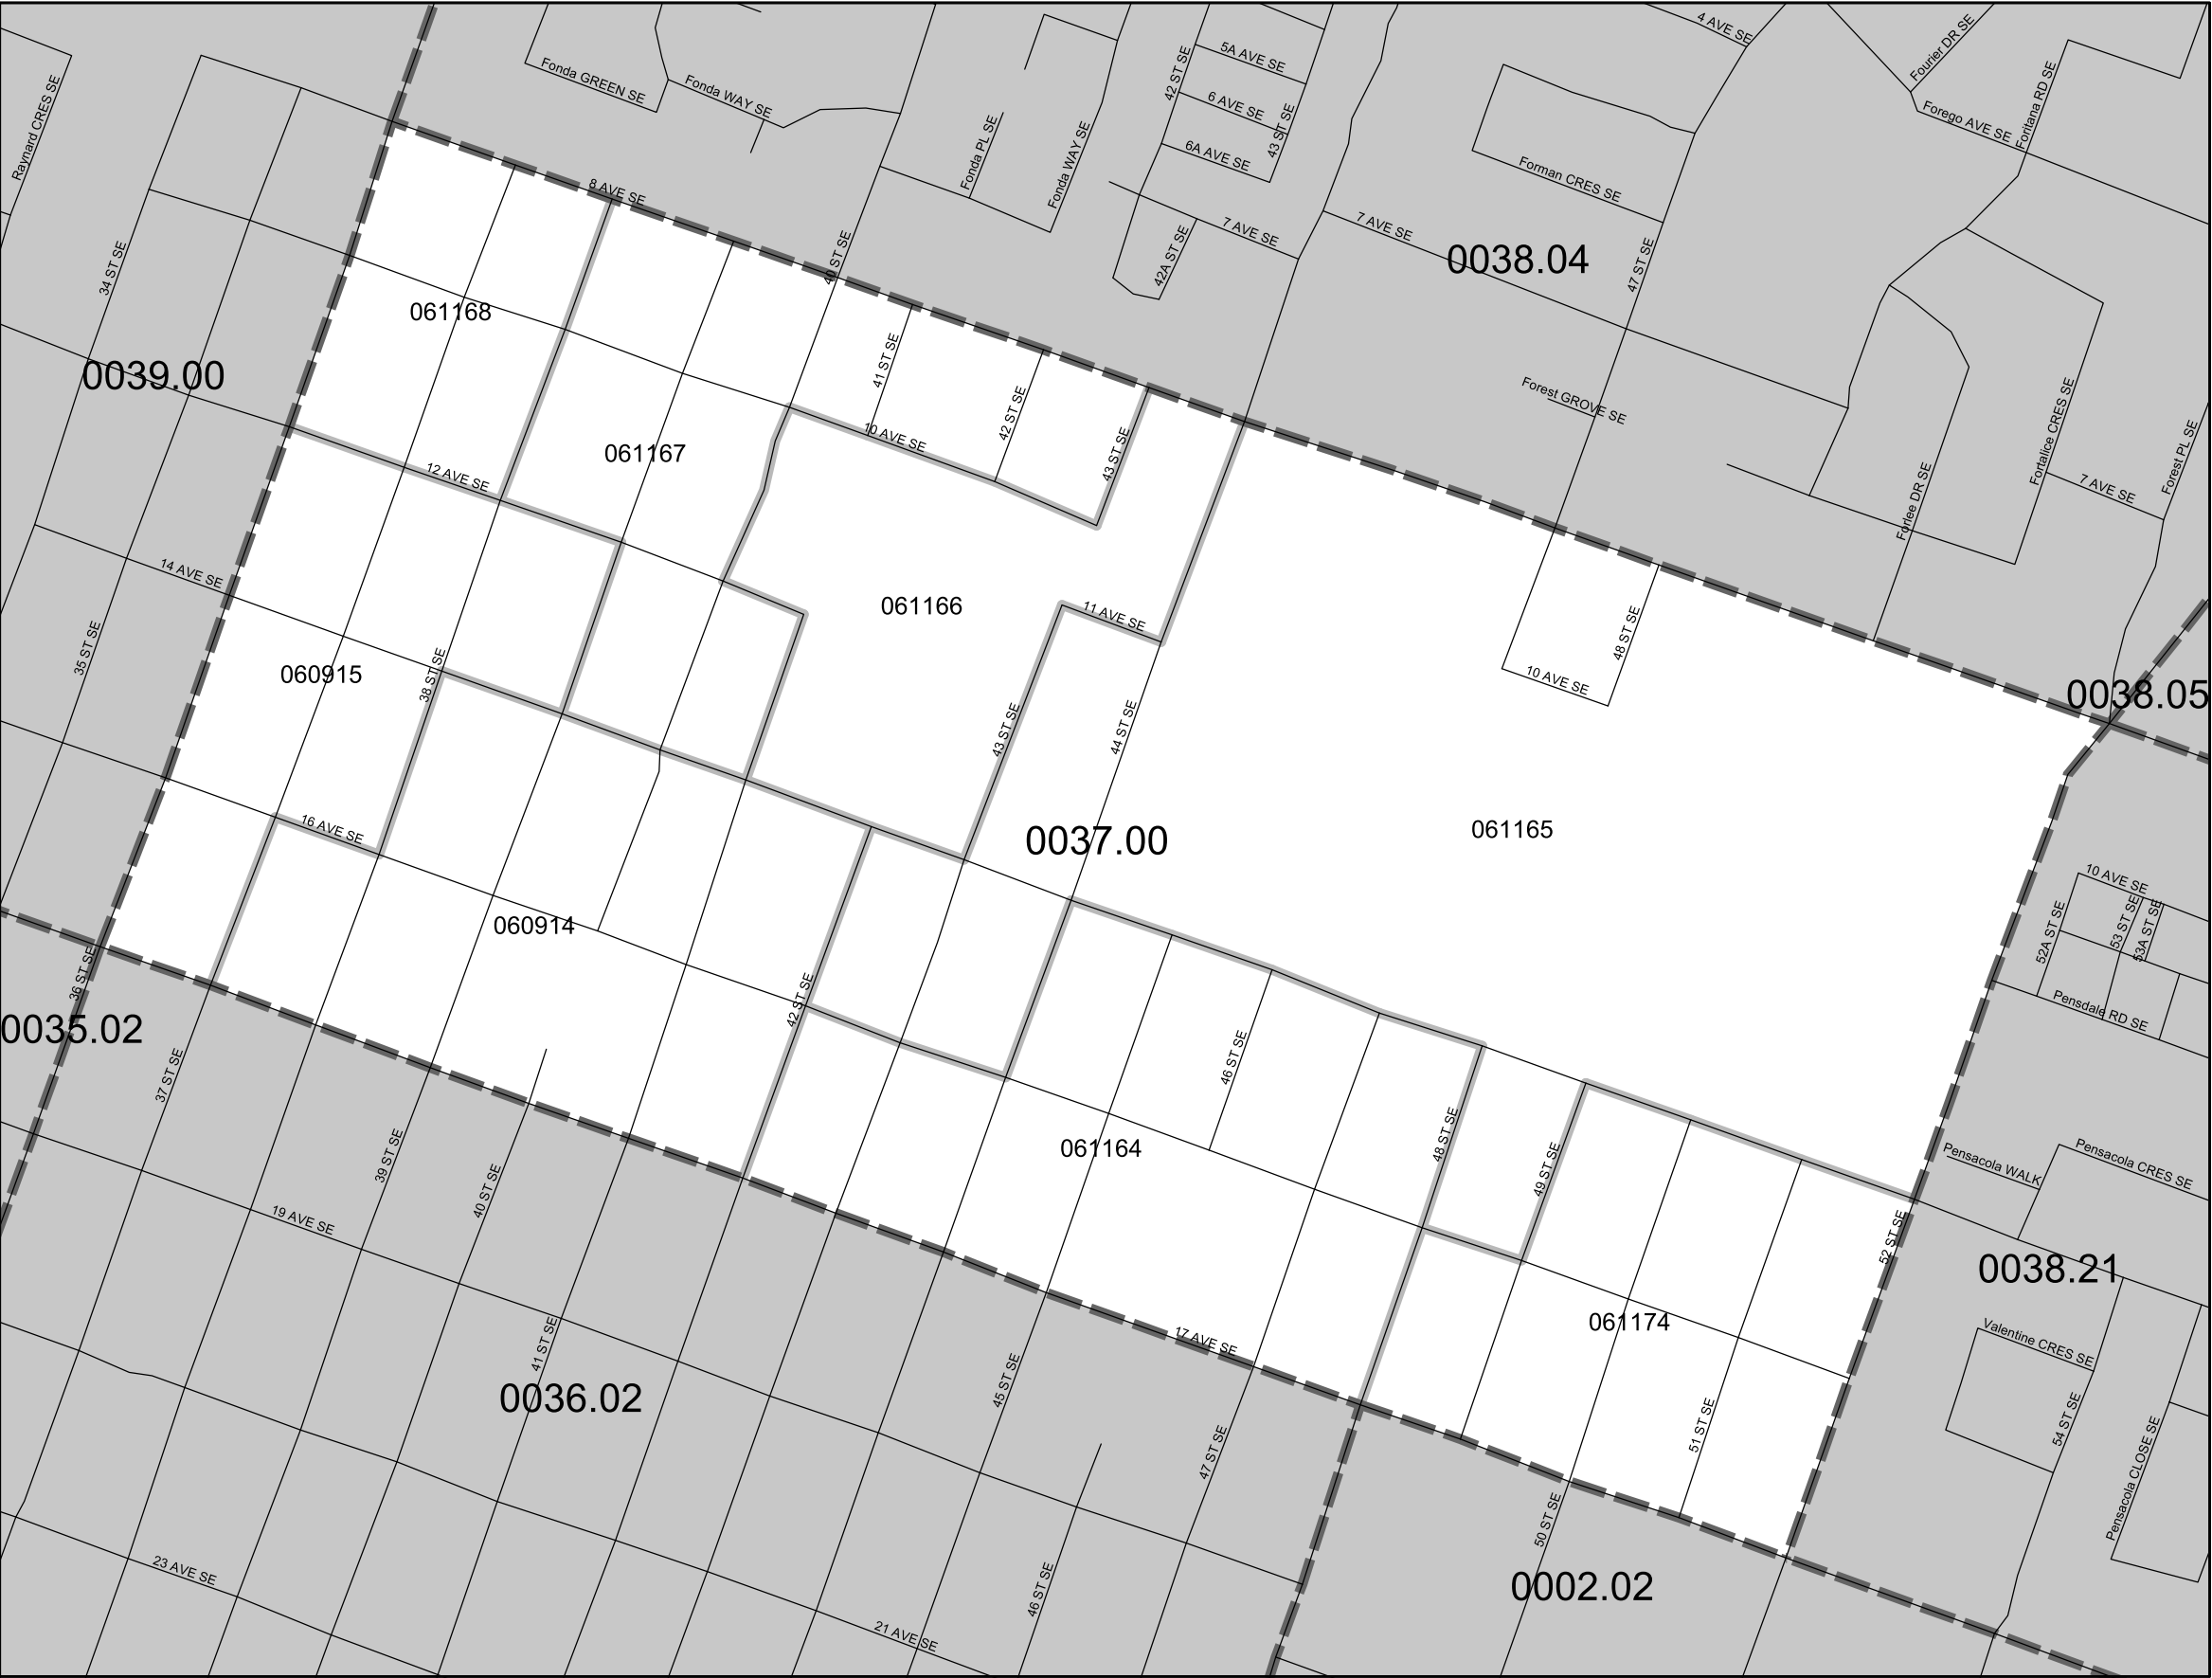 4 AVE SE
Fourier DR SE
5A AVE SE
42 ST SE
Fonda GREEN SE
Fonda WAY SE
6 AVE SE
43 ST SE
Foritana RD SE
Forego AVE SE
Raynard CRES SE
Fonda PL SE
Fonda WAY SE
6A AVE SE
Forman CRES SE
8 AVE SE
7 AVE SE
7 AVE SE
42A ST SE
0038.04
47 ST SE
34 ST SE
40 ST SE
061168
0039.00
41 ST SE
42 ST SE
Forest GROVE SE
Fortalice CRES SE
Forest PL SE
10 AVE SE
061167
43 ST SE
12 AVE SE
7 AVE SE
Forlee DR SE
14 AVE SE
061166
11 AVE SE
35 ST SE
48 ST SE
060915
38 ST SE
10 AVE SE
0038.05
43 ST SE
44 ST SE
16 AVE SE
0037.00
061165
10 AVE SE
060914
52A ST SE
53 ST SE
53A ST SE
36 ST SE
42 ST SE
Pensdale RD SE
0035.02
37 ST SE
46 ST SE
48 ST SE
061164
39 ST SE
40 ST SE
49 ST SE
Pensacola WALK
Pensacola CRES SE
19 AVE SE
52 ST SE
0038.21
061174
17 AVE SE
41 ST SE
Valentine CRES SE
45 ST SE
0036.02
47 ST SE
51 ST SE
54 ST SE
Pensacola CLOSE SE
50 ST SE
23 AVE SE
46 ST SE
0002.02
21 AVE SE